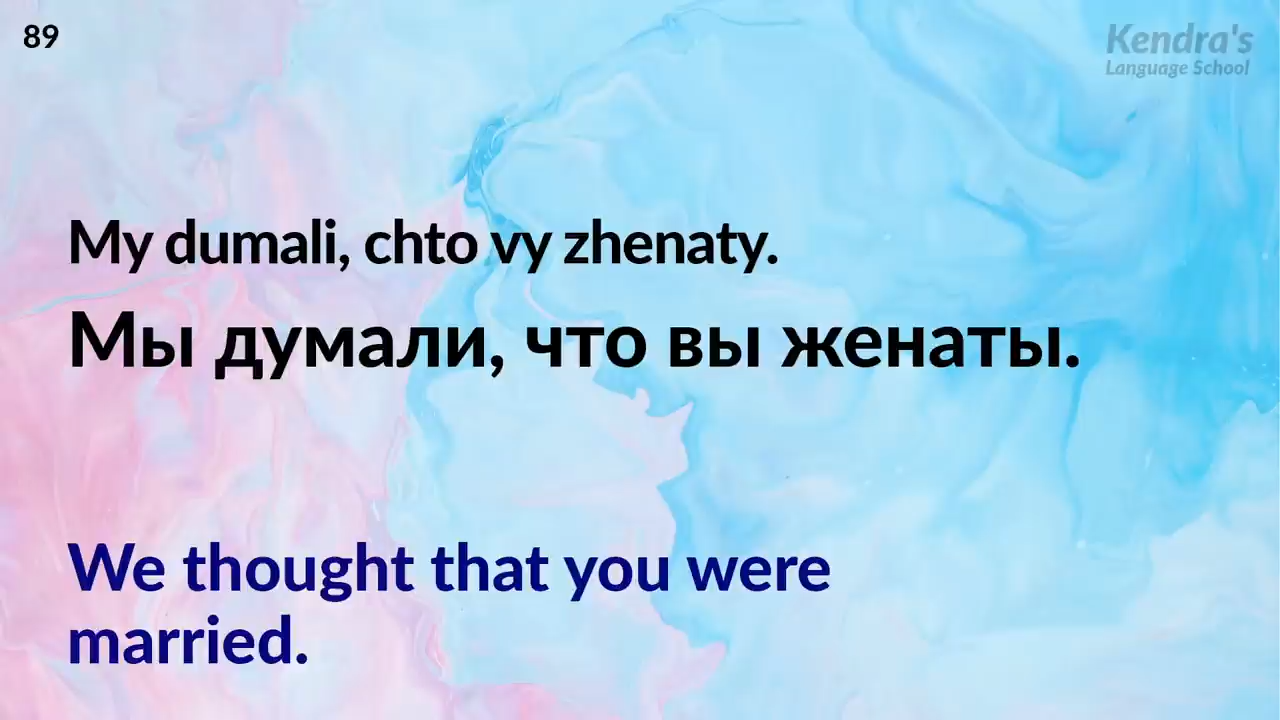 89
Kendra's
Language School
My dumali, chto vy zhenaty.
Мы думали, что вы женаты.
We thought that you were
married.